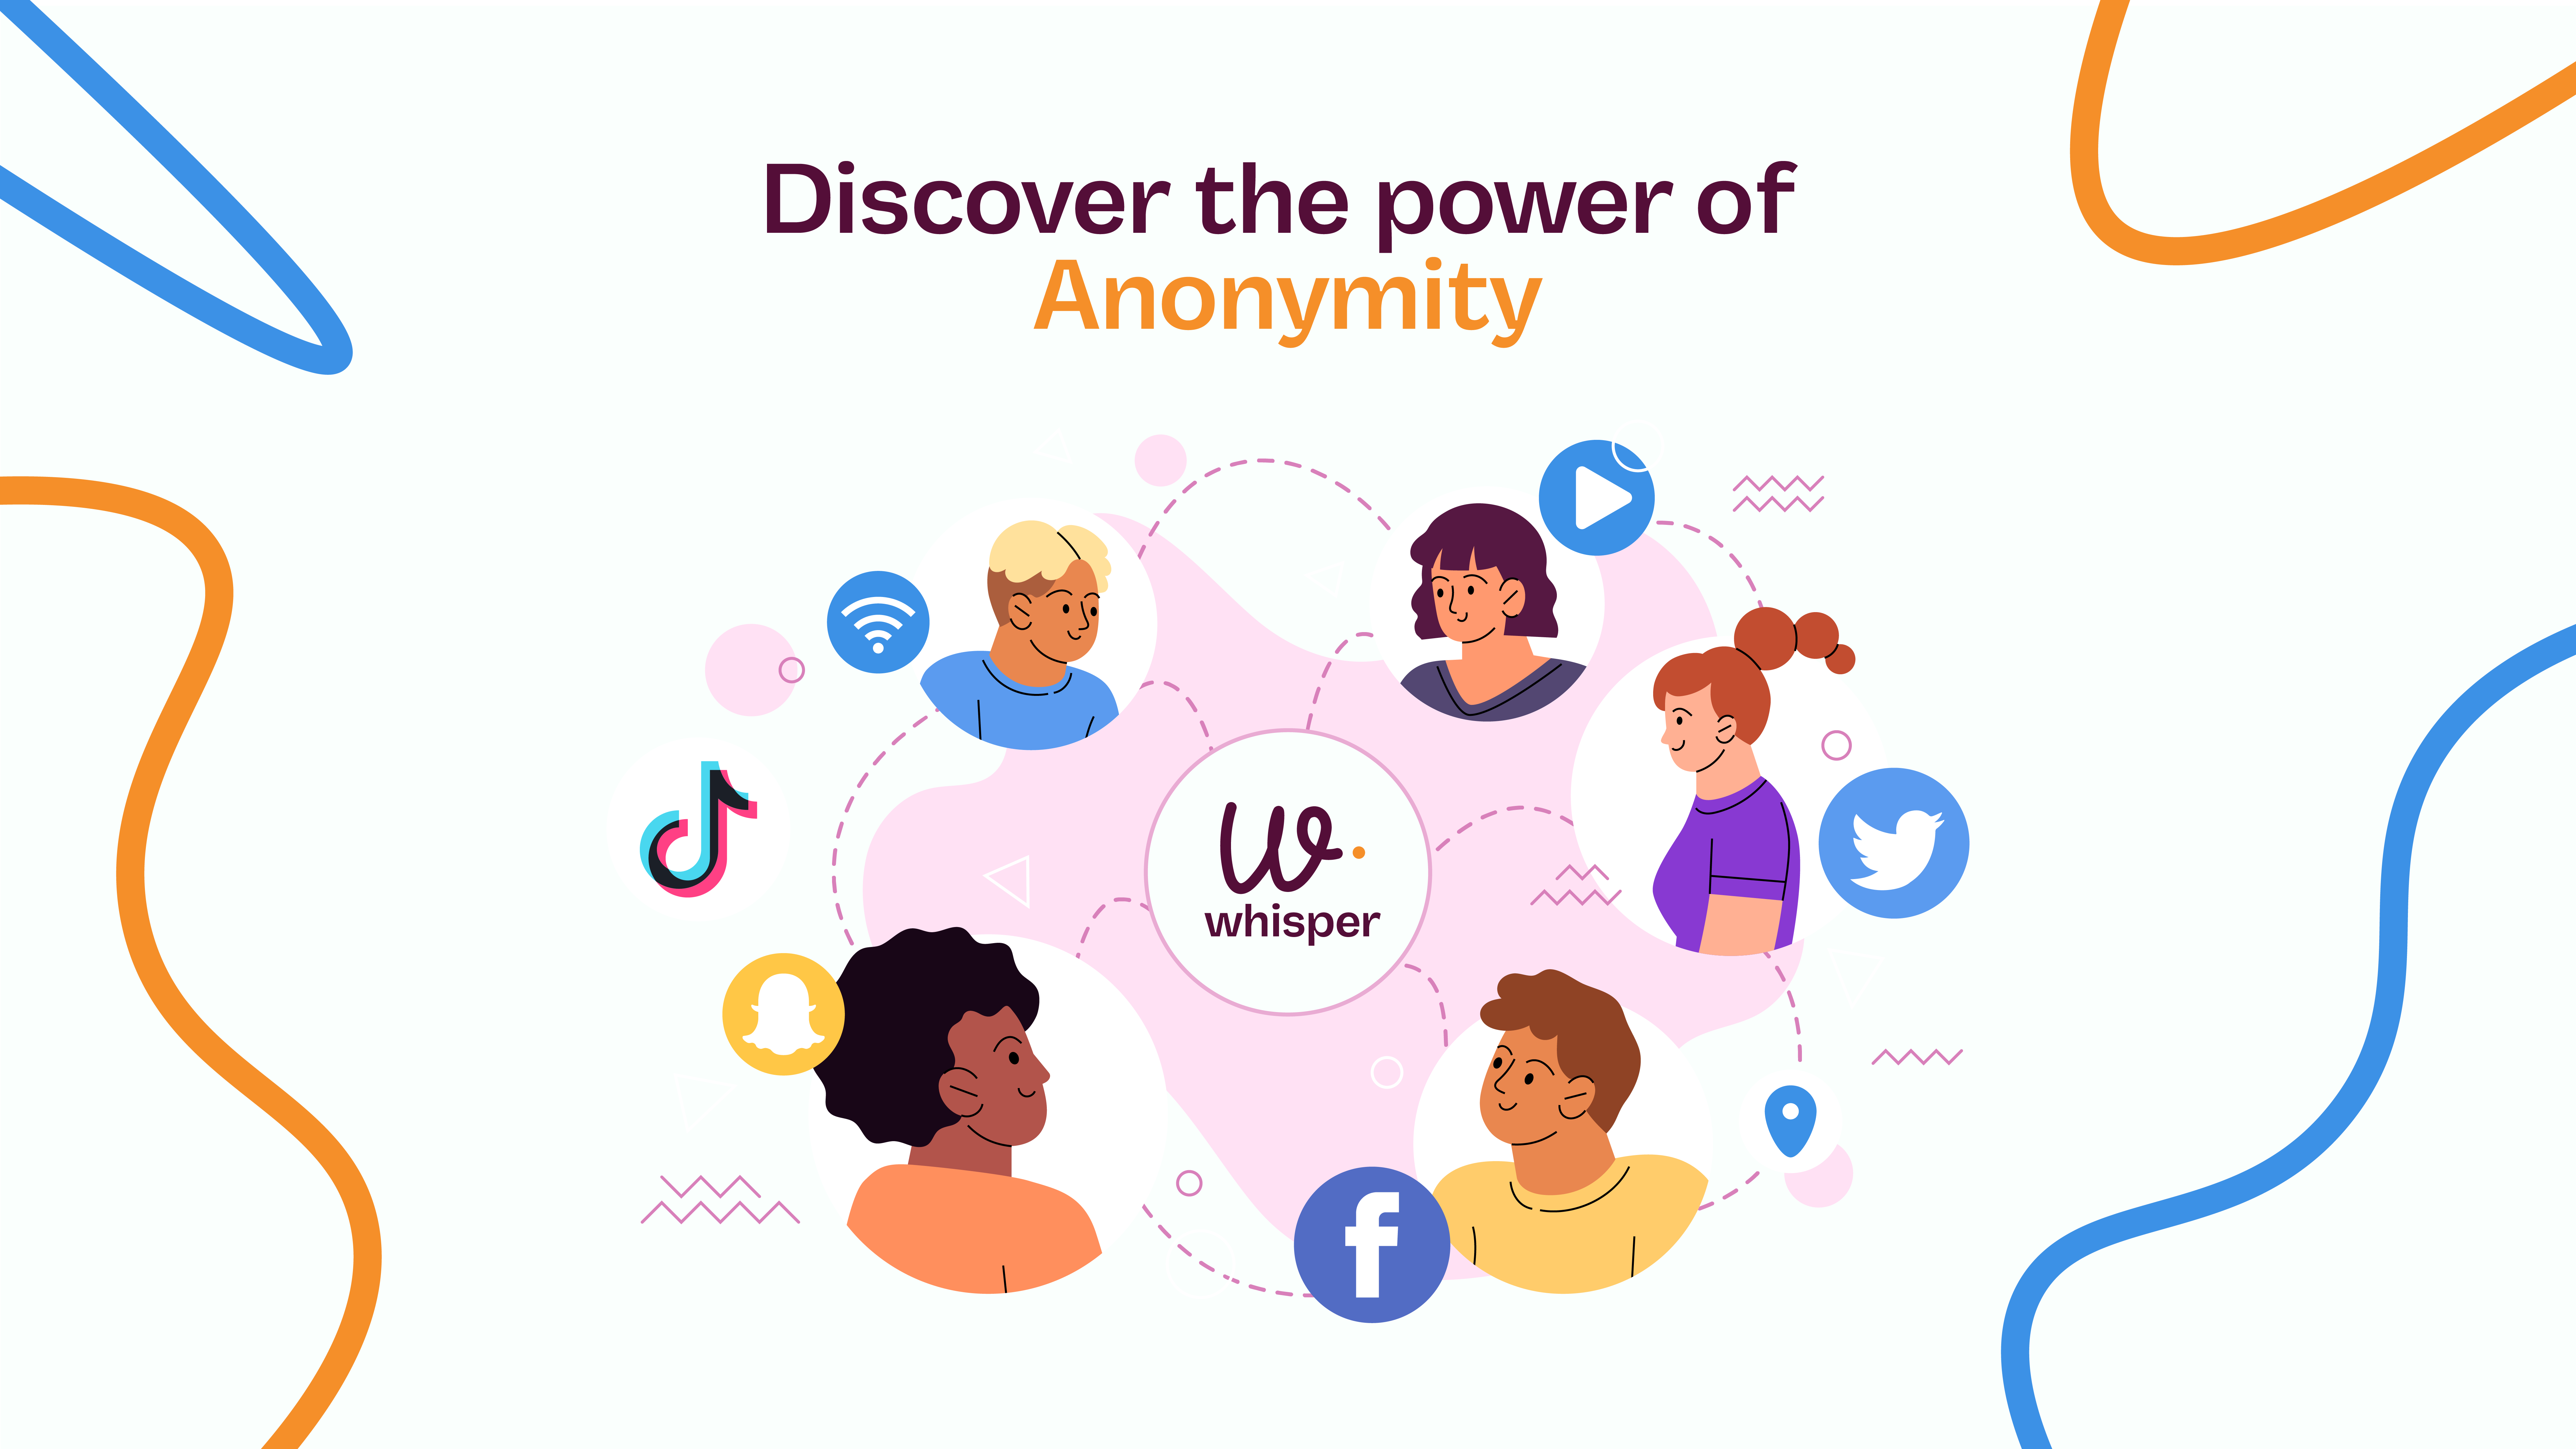 Discover the power of
Anonymity
whisper